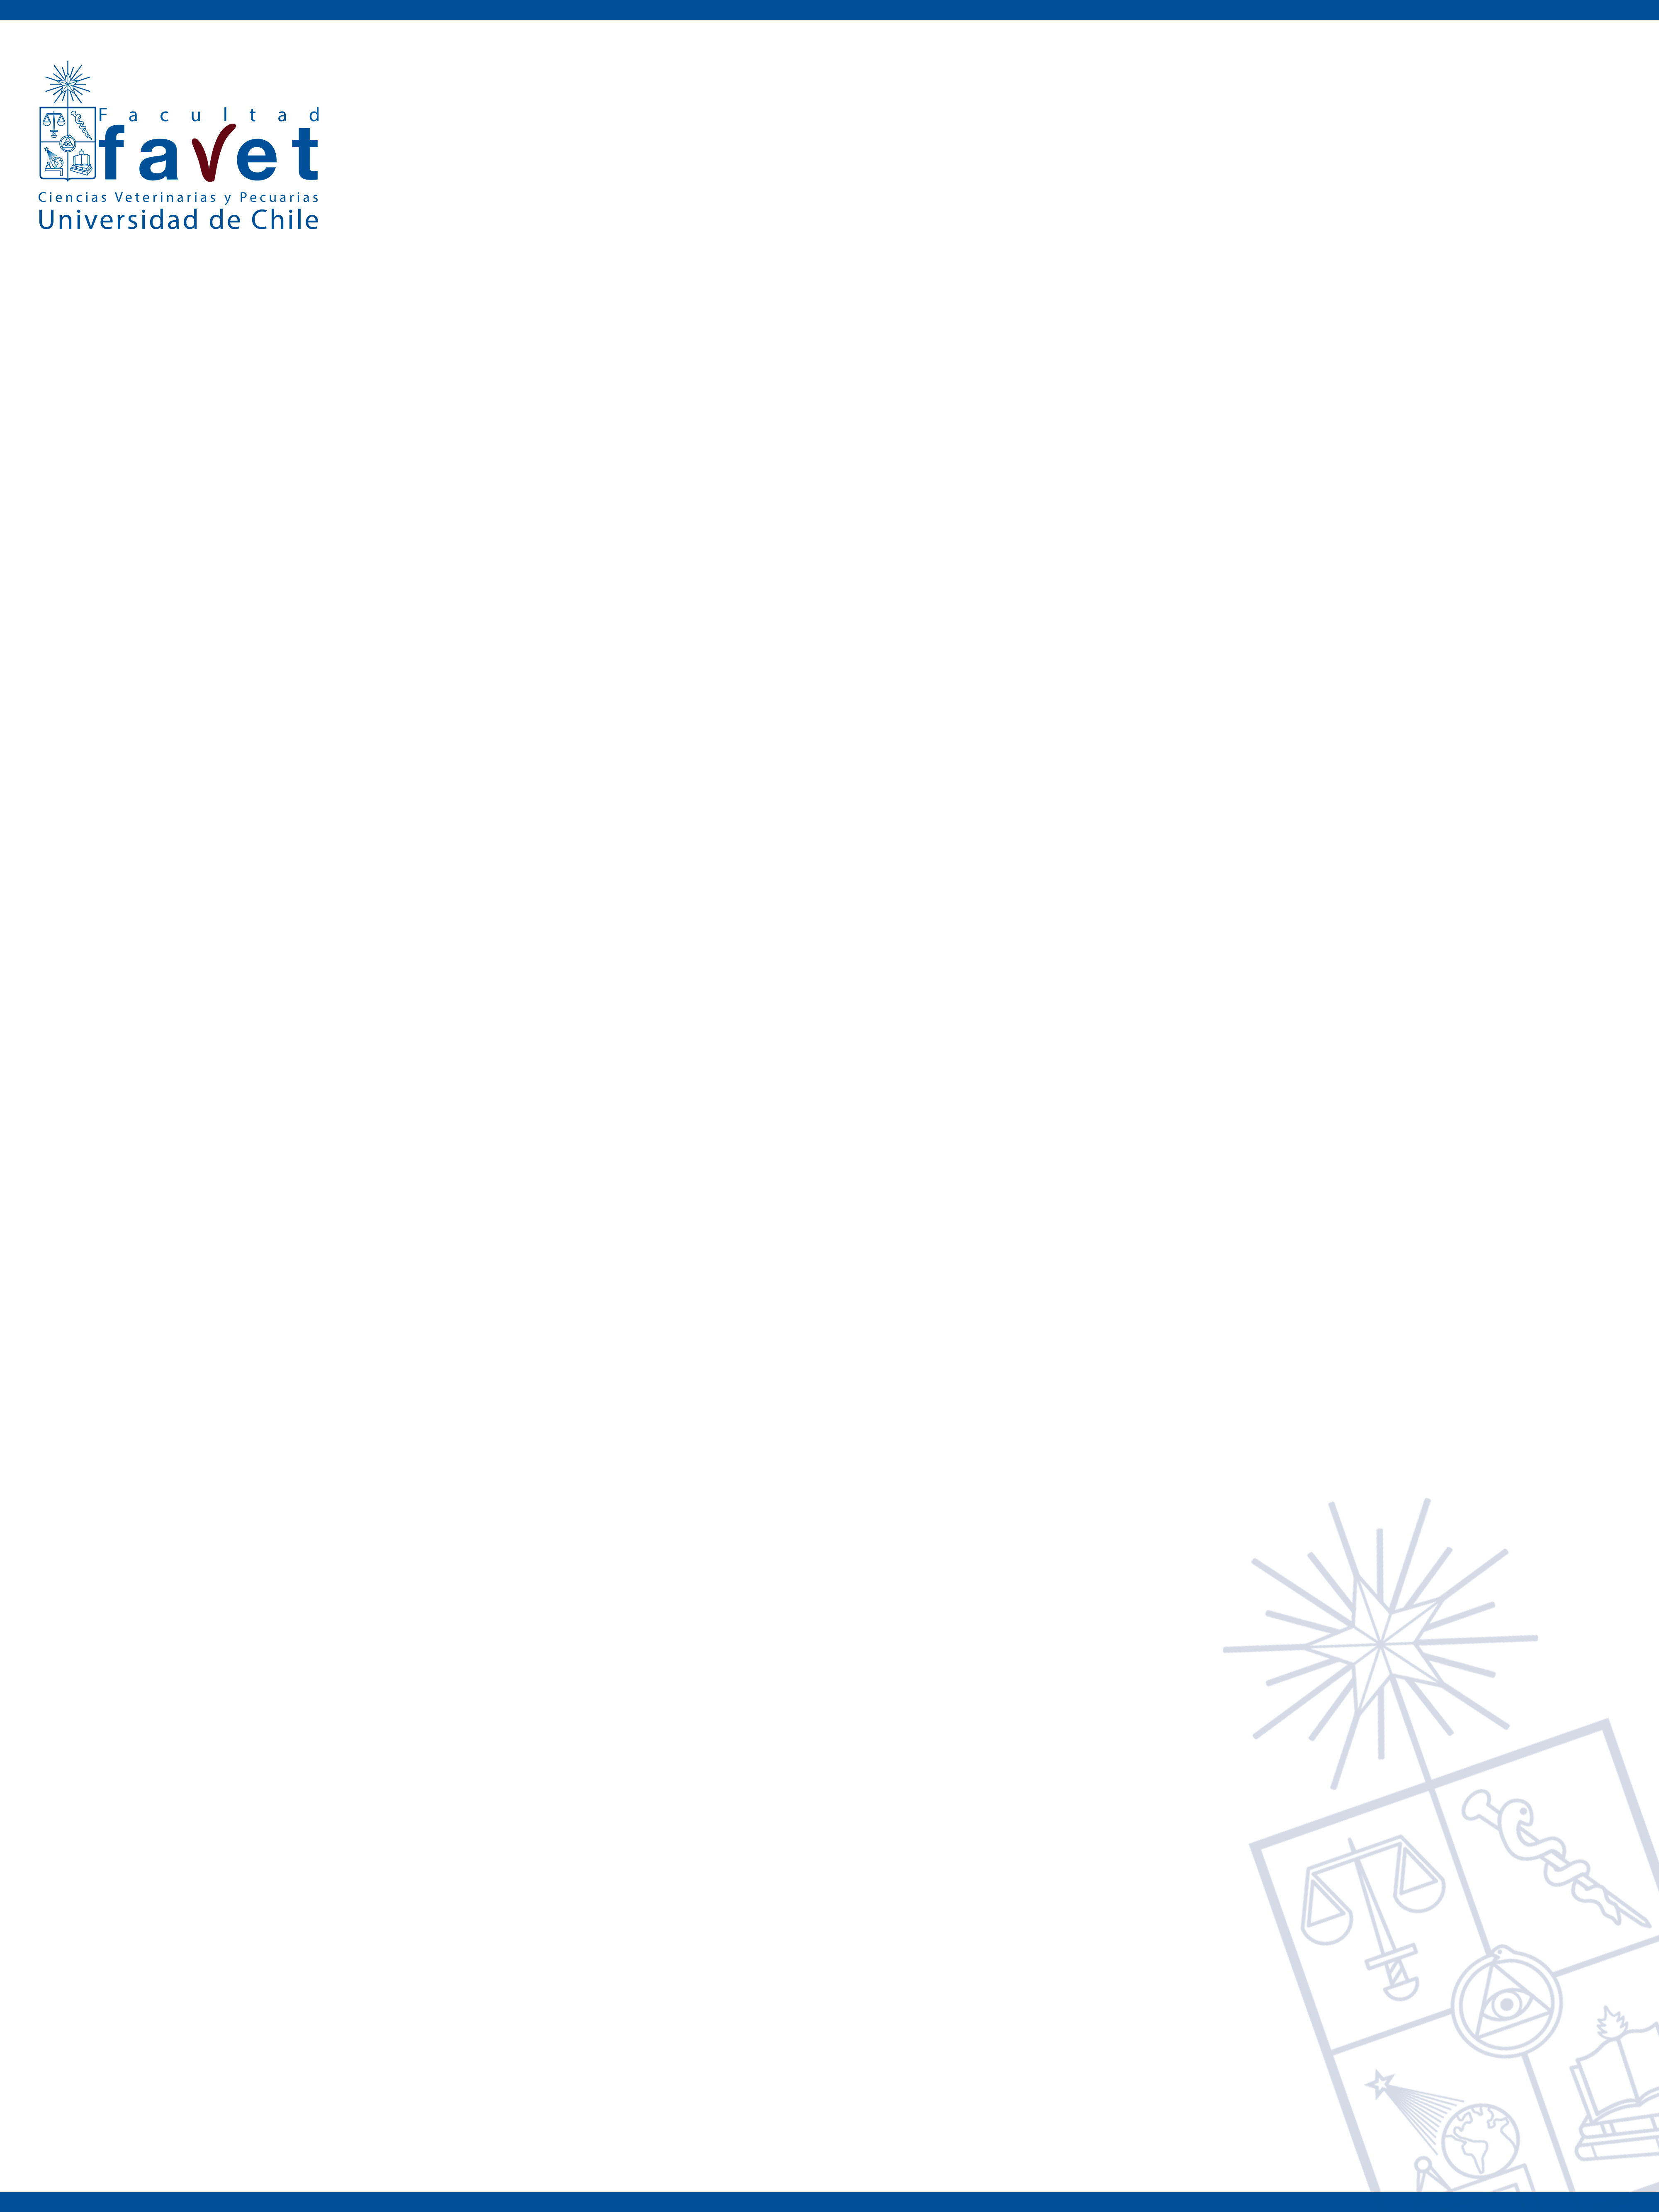 Facultad
favet
Ciencias Veterinarias y Pecuarias
Universidad de Chile